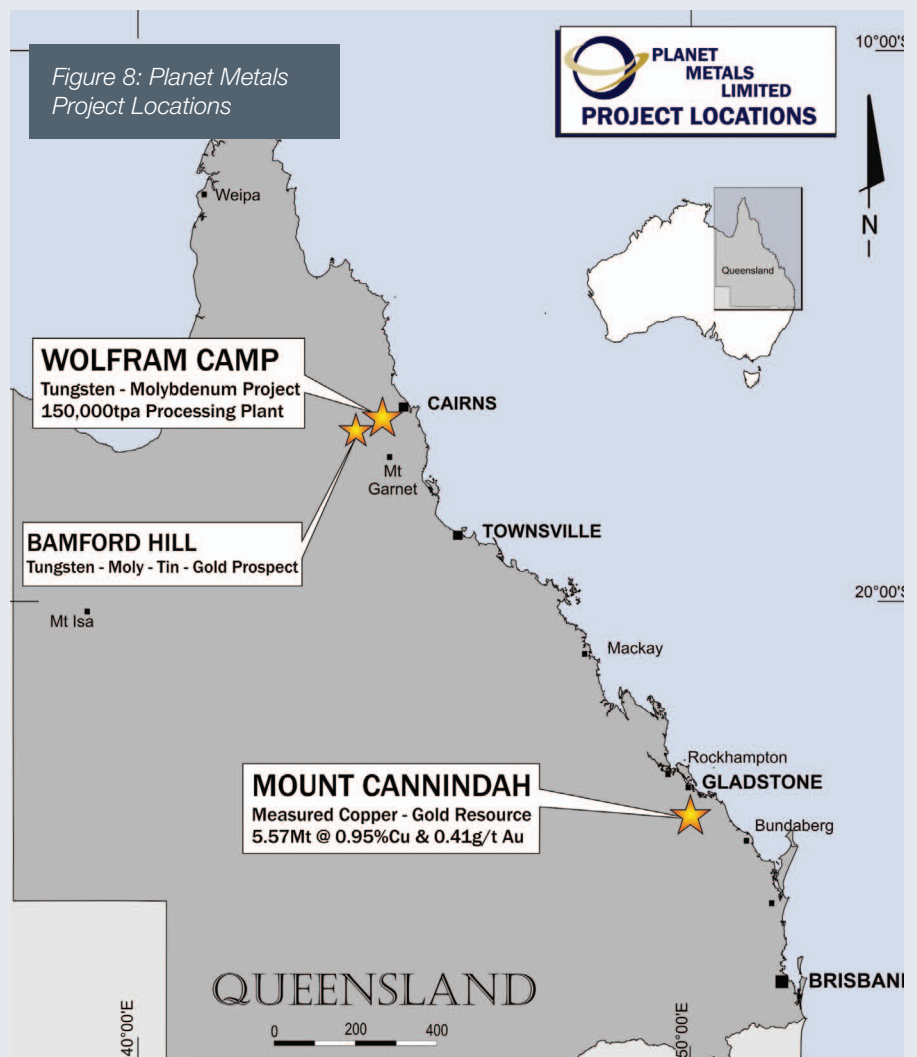 Figure 8: Planet Metals
Project Locations
PLANET
METALS
LIMITED
PROJECT LOCATIONS
10°00'S
N
Queensland
Weipa
WOLFRAM CAMP
Tungsten - Molybdenum Project
150,000tpa Processing Plant
CAIRNS
Mt
Garnet
BAMFORD HILL
Tungsten - Moly - Tin - Gold Prospect
TOWNSVILLE
20°00'S
Mt Isa
Mackay
MOUNT CANNINDAH
Measured Copper - Gold Resource
5.57Mt @ 0.95%Cu & 0.41g/t Au
Rockhampton
GLADSTONE
Bundaberg
QUEENSLAND
0 200 400
BRISBAN
40°00'E
50°00'E